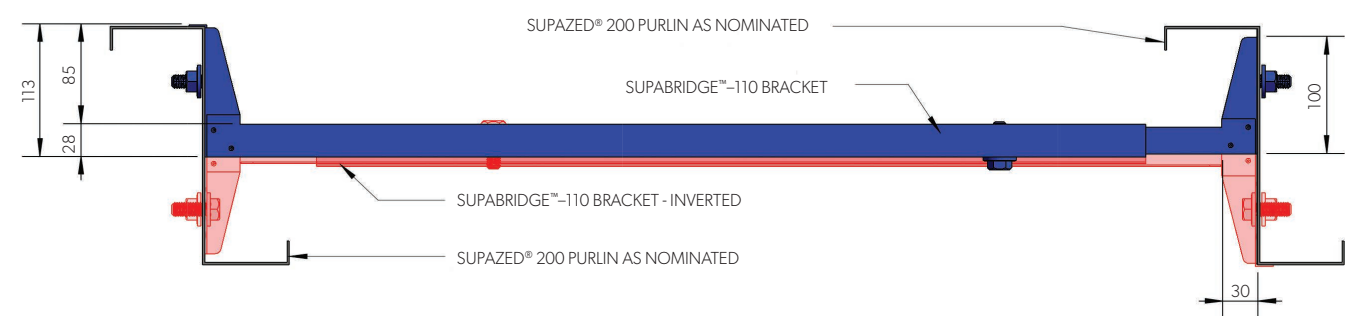 SUPAZED® 200 PURLIN AS NOMINATED
113
85
SUPABRIDGE™–110 BRACKET
100
28
SUPABRIDGE™–110 BRACKET - INVERTED
SUPAZED® 200 PURLIN AS NOMINATED
30